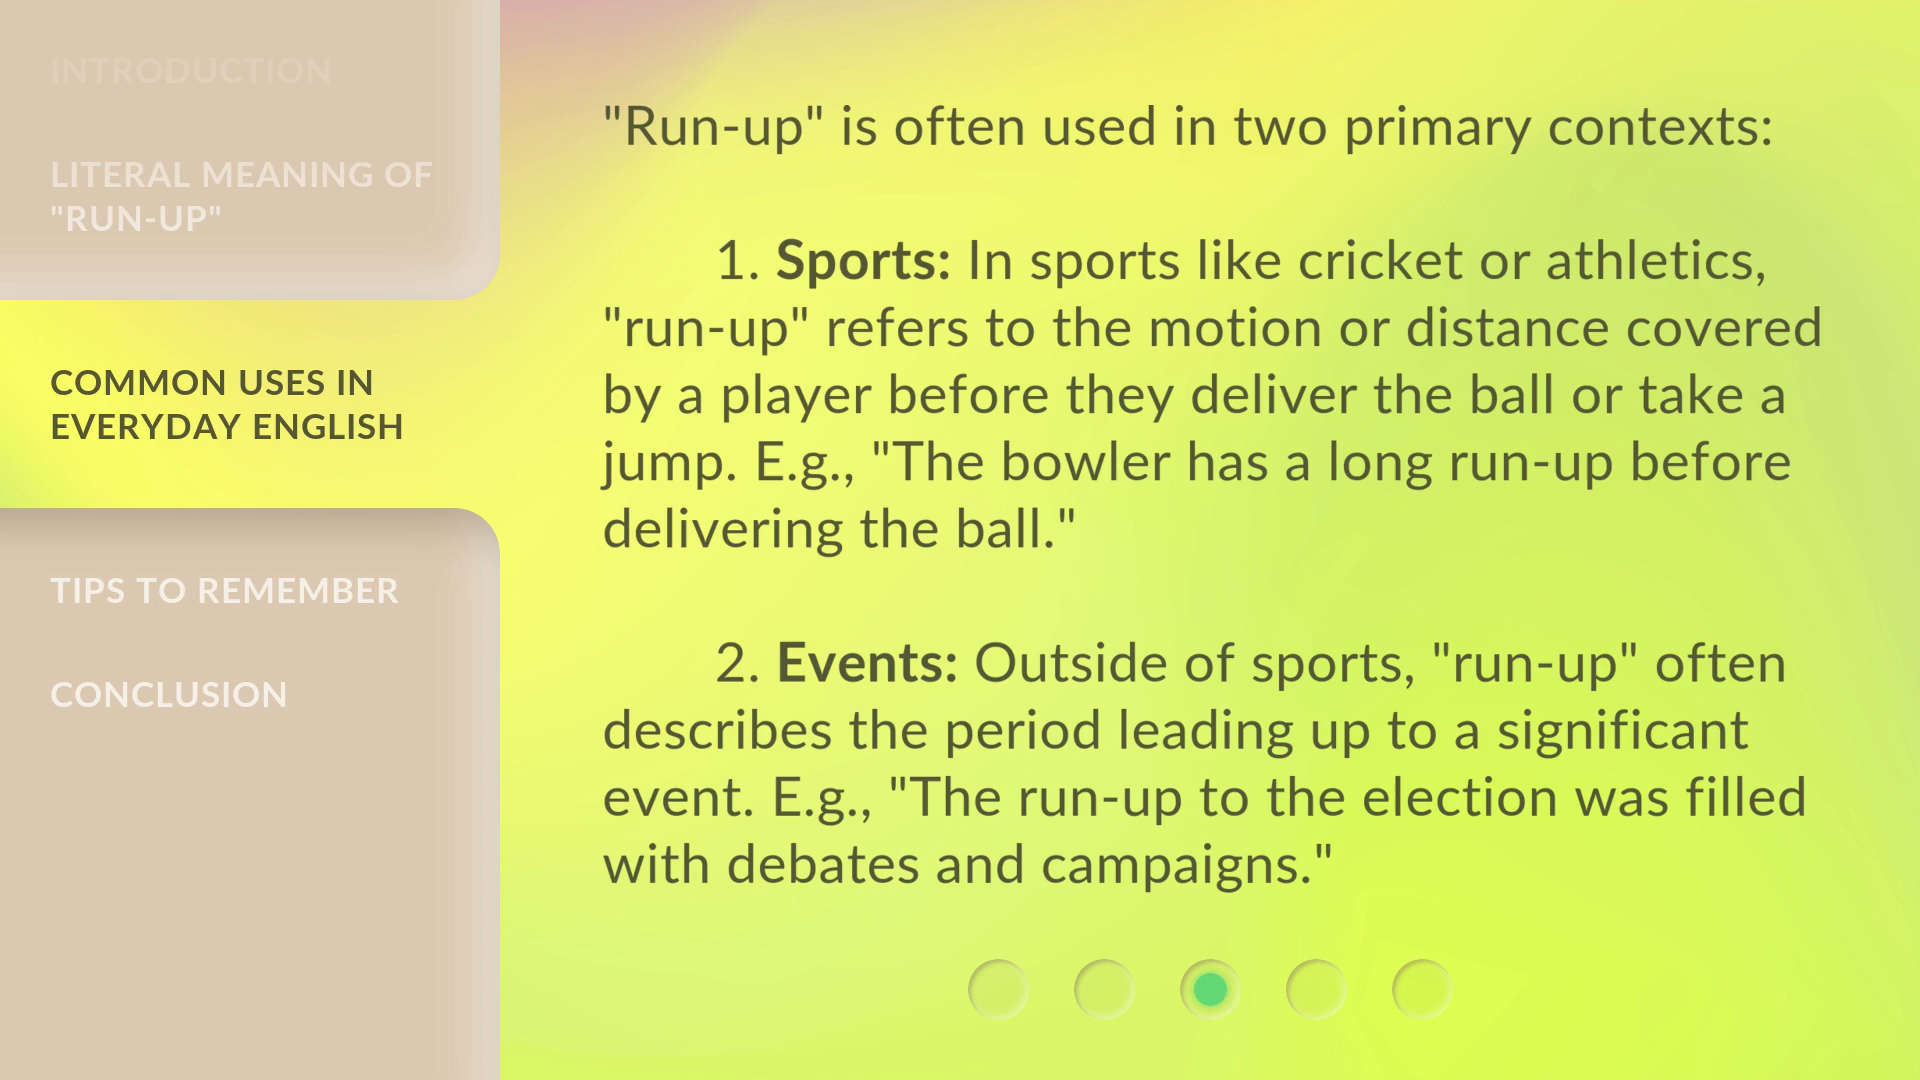 INTRODUCTION
LITERAL MEANING OF
"RUN-UP"
COMMON USES IN
EVERYDAY ENGLISH
TIPS TO REMEMBER
CONCLUSION
"Run-up" is often used in two primary contexts:
1. Sports: In sports like cricket or athletics,
"run-up" refers to the motion or distance covered
by a player before they deliver the ball or take a
jump. E.g., "The bowler has a long run-up before
delivering the ball."
2. Events: Outside of sports, "run-up" often
describes the period leading up to a significant
event. E.g., "The run-up to the election was filled
with debates and campaigns."